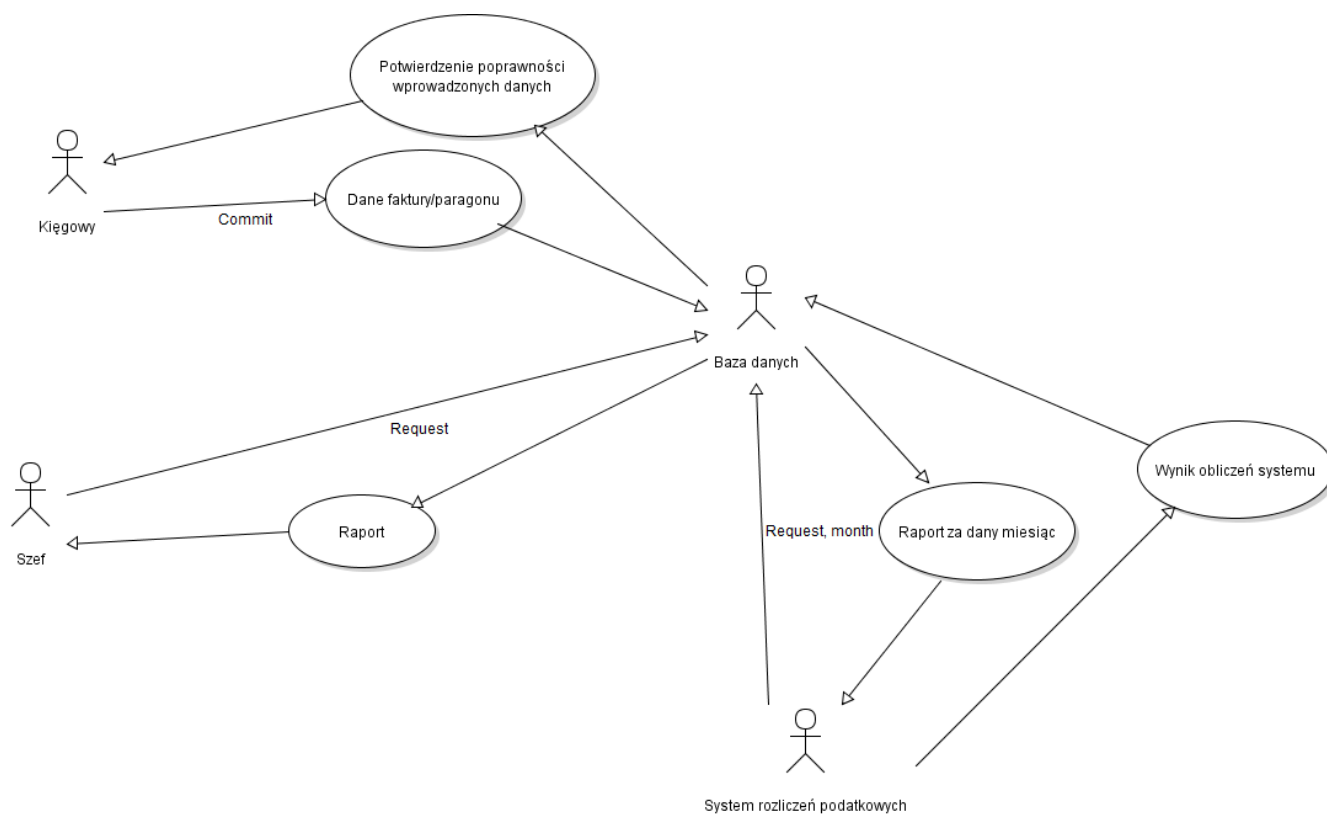 Potwierdzenie poprawności
wprowadzonych danych
Dane faktury/paragonu
Kięgowy
Commit
Baza danych
Request
Wynik obliczeń systemu
Raport
Request, month
Raport za dany miesiąc
Szef
System rozliczeń podatkowych